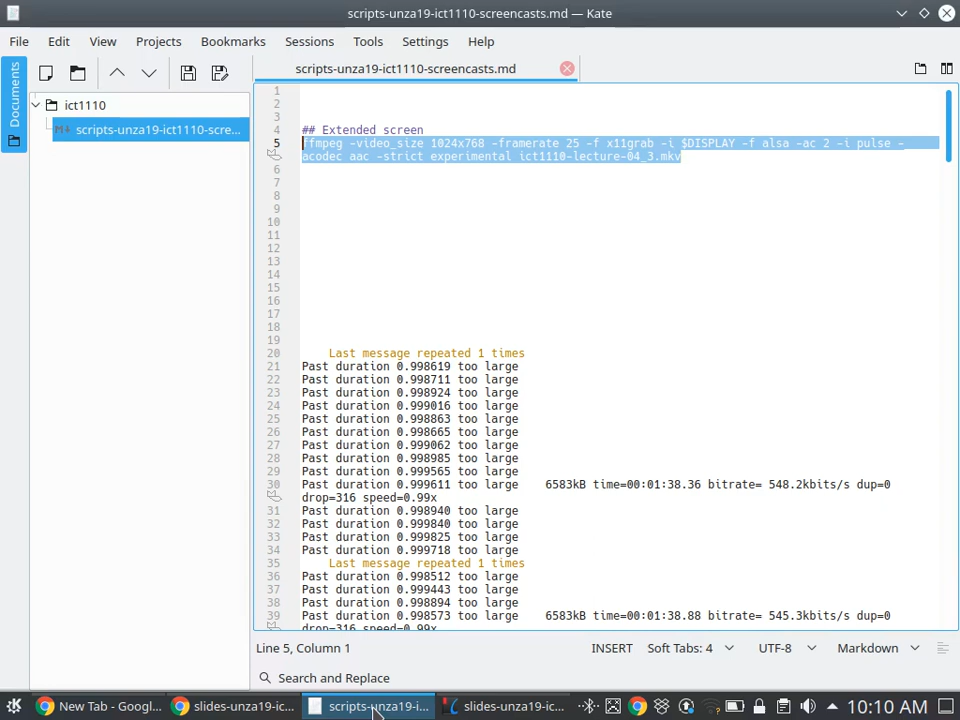 scripts-unza19-ict1110-screencasts.md — Kate
File Edit View Projects Bookmarks Sessions Tools Settings Help
Documents
scripts-unza19-ict1110-screencasts.md
ict1110
scripts-unza19-ict1110-scre...
1
2
3
4 ## Extended screen
5 ffmpeg -video_size 1024x768 -framerate 25 -f x11grab -i $DISPLAY -f alsa -ac 2 -i pulse -
acodec aac -strict experimental ict1110-lecture-04_3.mkv
6
7
8
9
10
11
12
13
14
15
16
17
18
19
20 Last message repeated 1 times
21 Past duration 0.998619 too large
22 Past duration 0.998711 too large
23 Past duration 0.998924 too large
24 Past duration 0.999016 too large
25 Past duration 0.998863 too large
26 Past duration 0.998665 too large
27 Past duration 0.999062 too large
28 Past duration 0.998985 too large
29 Past duration 0.999565 too large
30 Past duration 0.999611 too large 6583kB time=00:01:38.36 bitrate= 548.2kbits/s dup=0
drop=316 speed=0.99x
31 Past duration 0.998940 too large
32 Past duration 0.999840 too large
33 Past duration 0.999825 too large
34 Past duration 0.999718 too large
35 Last message repeated 1 times
36 Past duration 0.998512 too large
37 Past duration 0.999443 too large
38 Past duration 0.998894 too large
39 Past duration 0.998573 too large 6583kB time=00:01:38.88 bitrate= 545.3kbits/s dup=0
drop=316 speed=0.99x
Line 5, Column 1 INSERT Soft Tabs: 4 UTF-8 Markdown
Search and Replace
New Tab - Googl... slides-unza19-ic... scripts-unza19-i... slides-unza19-ic... 10:10 AM